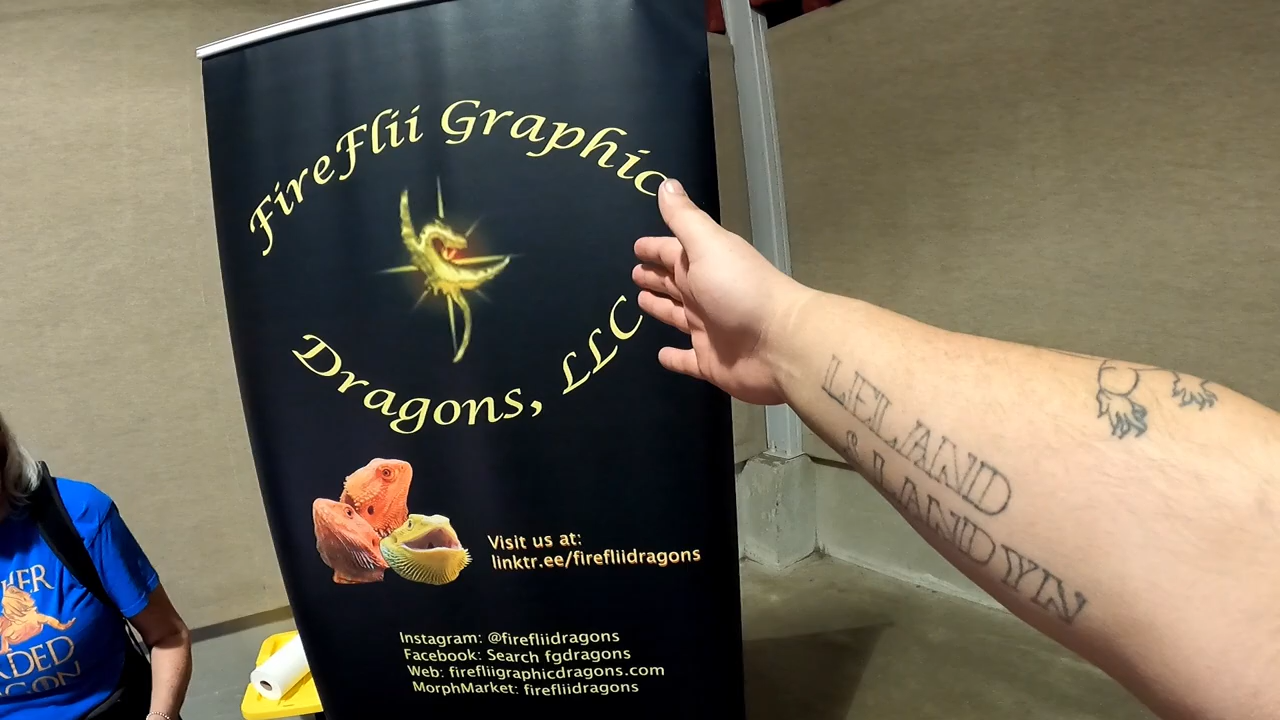 FireFlii Graphic
Dragons, LLC
Visit us at:
linktr.ee/firefliidragons
Instagram: @firefliidragons
Facebook: Search fgdragons
Web: firefliigraphicdragons.com
MorphMarket: firefliidragons
LELAND
& LANDYN